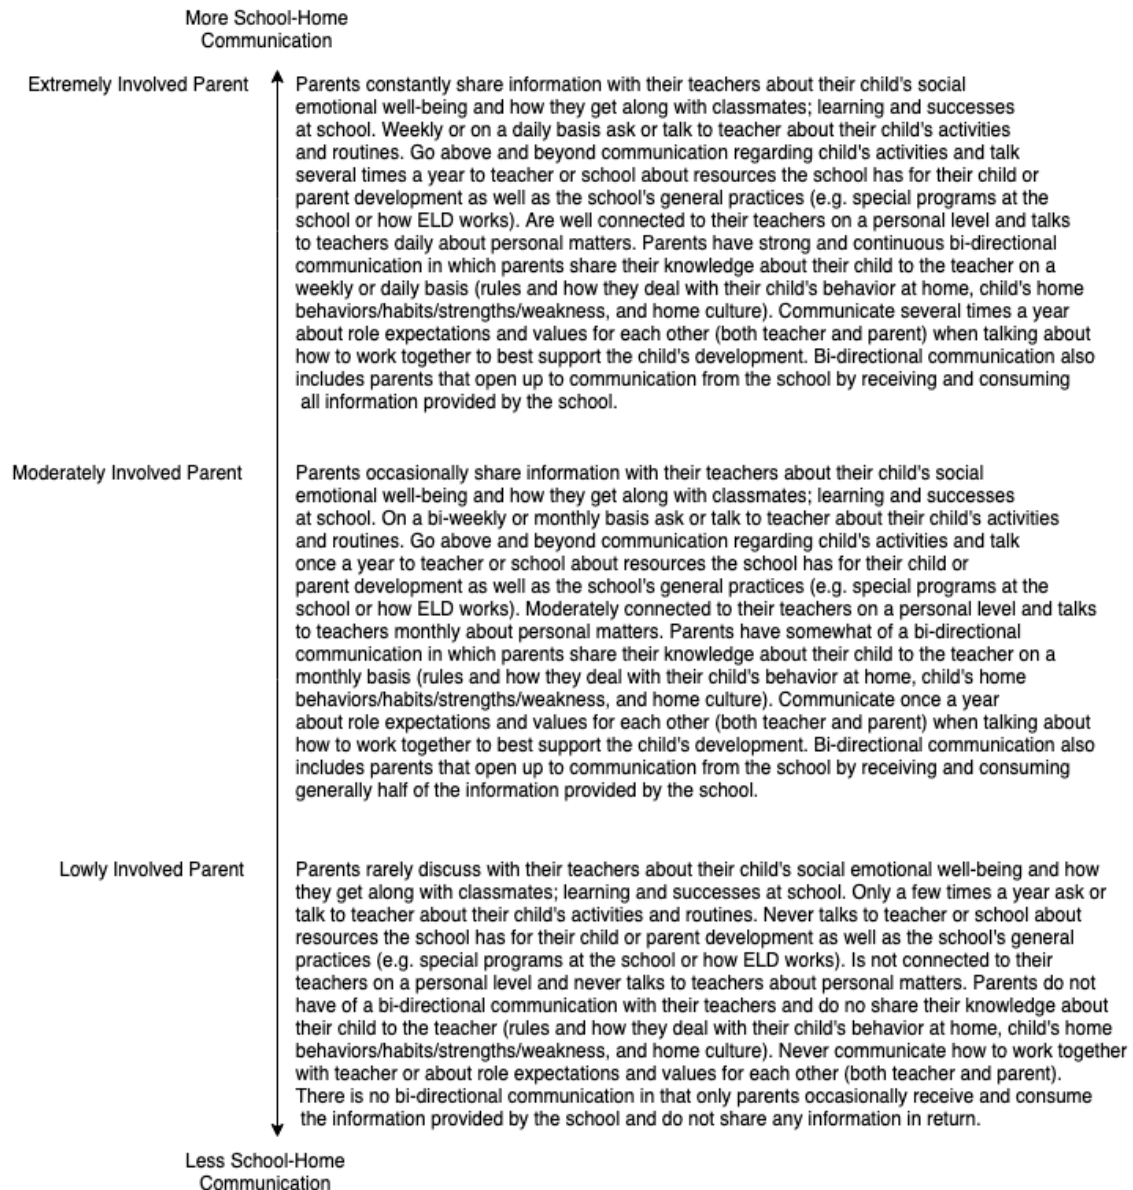 More School-Home
Communication
Extremely Involved Parent
Parents constantly share information with their teachers about their child's social
emotional well-being and how they get along with classmates; learning and successes
at school. Weekly or on a daily basis ask or talk to teacher about their child's activities
and routines. Go above and beyond communication regarding child's activities and talk
several times a year to teacher or school about resources the school has for their child or
parent development as well as the school's general practices (e.g. special programs at the
school or how ELD works). Are well connected to their teachers on a personal level and talks
to teachers daily about personal matters. Parents have strong and continuous bi-directional
communication in which parents share their knowledge about their child to the teacher on a
weekly or daily basis (rules and how they deal with their child's behavior at home, child's home
behaviors/habits/strengths/weakness, and home culture). Communicate several times a year
about role expectations and values for each other (both teacher and parent) when talking about
how to work together to best support the child's development. Bi-directional communication also
includes parents that open up to communication from the school by receiving and consuming
all information provided by the school.
Moderately Involved Parent
Parents occasionally share information with their teachers about their child's social
emotional well-being and how they get along with classmates; learning and successes
at school. On a bi-weekly or monthly basis ask or talk to teacher about their child's activities
and routines. Go above and beyond communication regarding child's activities and talk
once a year to teacher or school about resources the school has for their child or
parent development as well as the school's general practices (e.g. special programs at the
school or how ELD works). Moderately connected to their teachers on a personal level and talks
to teachers monthly about personal matters. Parents have somewhat of a bi-directional
communication in which parents share their knowledge about their child to the teacher on a
monthly basis (rules and how they deal with their child's behavior at home, child's home
behaviors/habits/strengths/weakness, and home culture). Communicate once a year
about role expectations and values for each other (both teacher and parent) when talking about
how to work together to best support the child's development. Bi-directional communication also
includes parents that open up to communication from the school by receiving and consuming
generally half of the information provided by the school.
Lowly Involved Parent
Parents rarely discuss with their teachers about their child's social emotional well-being and how
they get along with classmates; learning and successes at school. Only a few times a year ask or
talk to teacher about their child's activities and routines. Never talks to teacher or school about
resources the school has for their child or parent development as well as the school's general
practices (e.g. special programs at the school or how ELD works). Is not connected to their
teachers on a personal level and never talks to teachers about personal matters. Parents do not
have of a bi-directional communication with their teachers and do no share their knowledge about
their child to the teacher (rules and how they deal with their child's behavior at home, child's home
behaviors/habits/strengths/weakness, and home culture). Never communicate how to work together
with teacher or about role expectations and values for each other (both teacher and parent).
There is no bi-directional communication in that only parents occasionally receive and consume
the information provided by the school and do not share any information in return.
Less School-Home
Communication